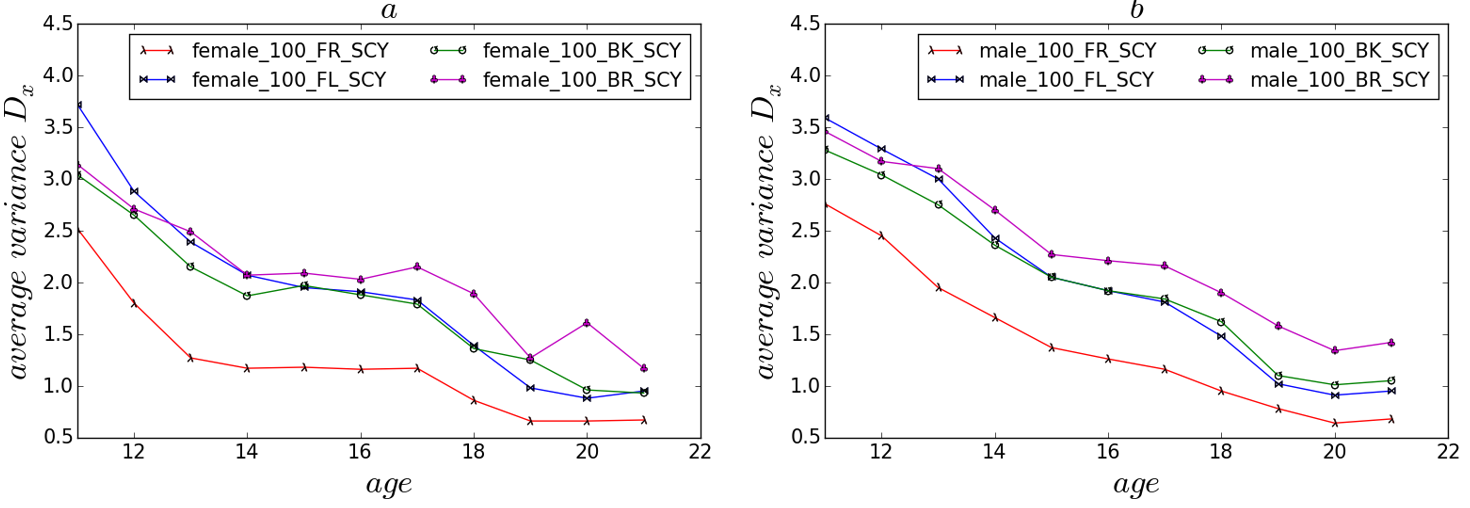 a
4.5
4.0
3.5
3.0
2.5
2.0
1.5
1.0
0.5
average variance D_x
female_100_FR_SCY female_100_BK_SCY
female_100_FL_SCY female_100_BR_SCY
12 14 16 18 20 22
age
b
4.5
4.0
3.5
3.0
2.5
2.0
1.5
1.0
0.5
average variance D_x
male_100_FR_SCY male_100_BK_SCY
male_100_FL_SCY male_100_BR_SCY
12 14 16 18 20 22
age